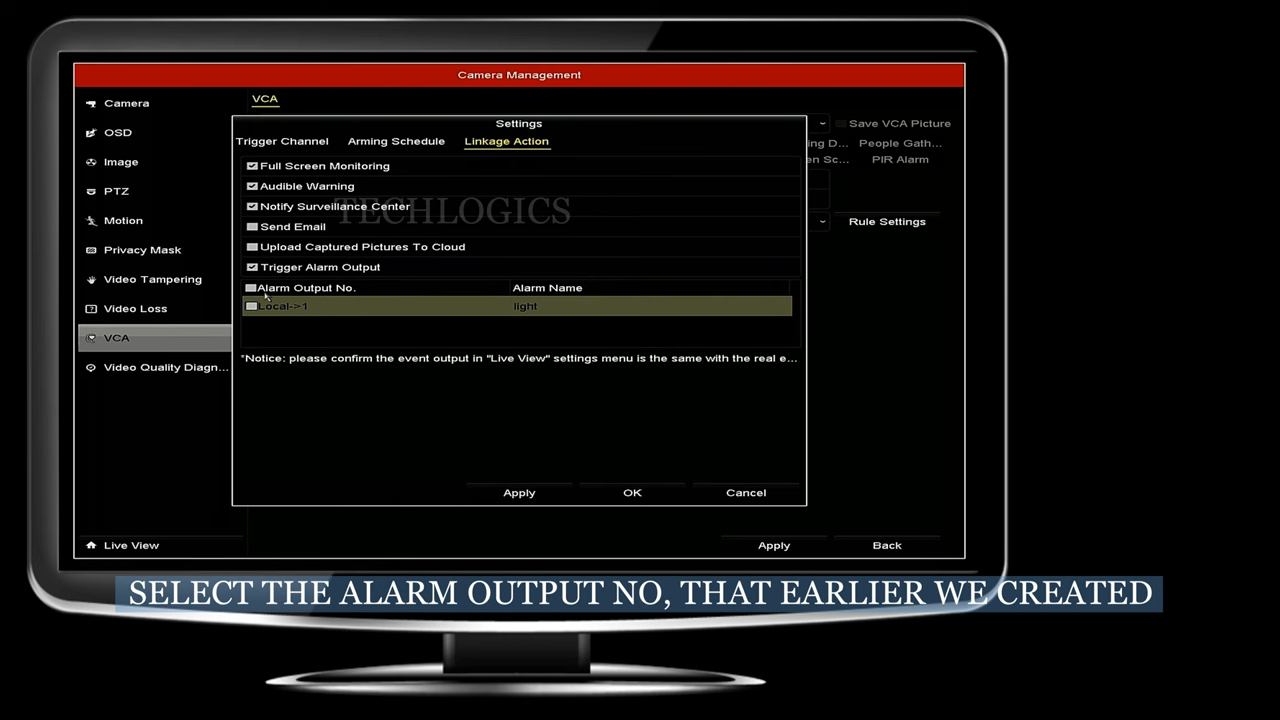 Camera Management
Camera
OSD
Image
PTZ
Motion
Privacy Mask
Video Tampering
Video Loss
VCA
Video Quality Diagn...
Live View
VCA
Save VCA Picture
ing D... People Gath...
en Sc... PIR Alarm
Rule Settings
Settings
Trigger Channel Arming Schedule Linkage Action
Full Screen Monitoring
Audible Warning
Notify Surveillance Center
TECHLOGICS
Send Email
Upload Captured Pictures To Cloud
Trigger Alarm Output
Alarm Output No. Alarm Name
Local->1 light
*Notice: please confirm the event output in "Live View" settings menu is the same with the real e...
Apply OK Cancel
Apply Back
SELECT THE ALARM OUTPUT NO, THAT EARLIER WE CREATED